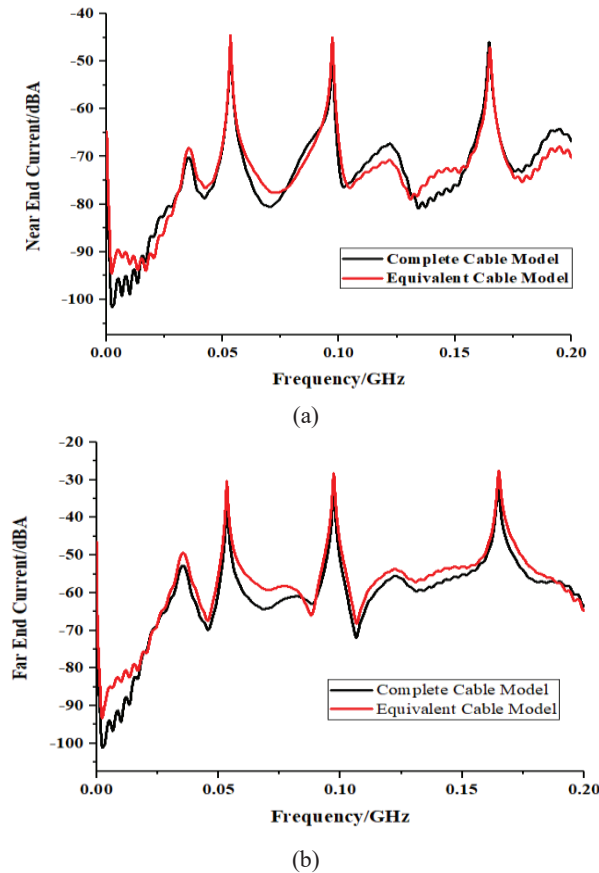 -40
-50
-60
-70
-80
-90
-100
Near End Current/dBA
Complete Cable Model
Equivalent Cable Model
0.00 0.05 0.10 0.15 0.20
Frequency/GHz
(a)
-20
-30
-40
-50
-60
-70
-80
-90
-100
Far End Current/dBA
Complete Cable Model
Equivalent Cable Model
0.00 0.05 0.10 0.15 0.20
Frequency/GHz
(b)